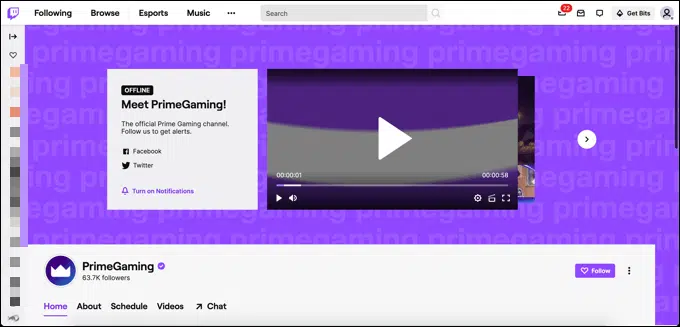 Following Browse Esports Music ••• Search 22 Get Bits
primegaming primegaming primegaming
OFFLINE
Meet PrimeGaming!
The official Prime Gaming channel.
Follow us to get alerts.
Facebook
Twitter
Turn on Notifications
00:00:01 00:00:58
PrimeGaming
63.7K followers
Follow
Home About Schedule Videos Chat